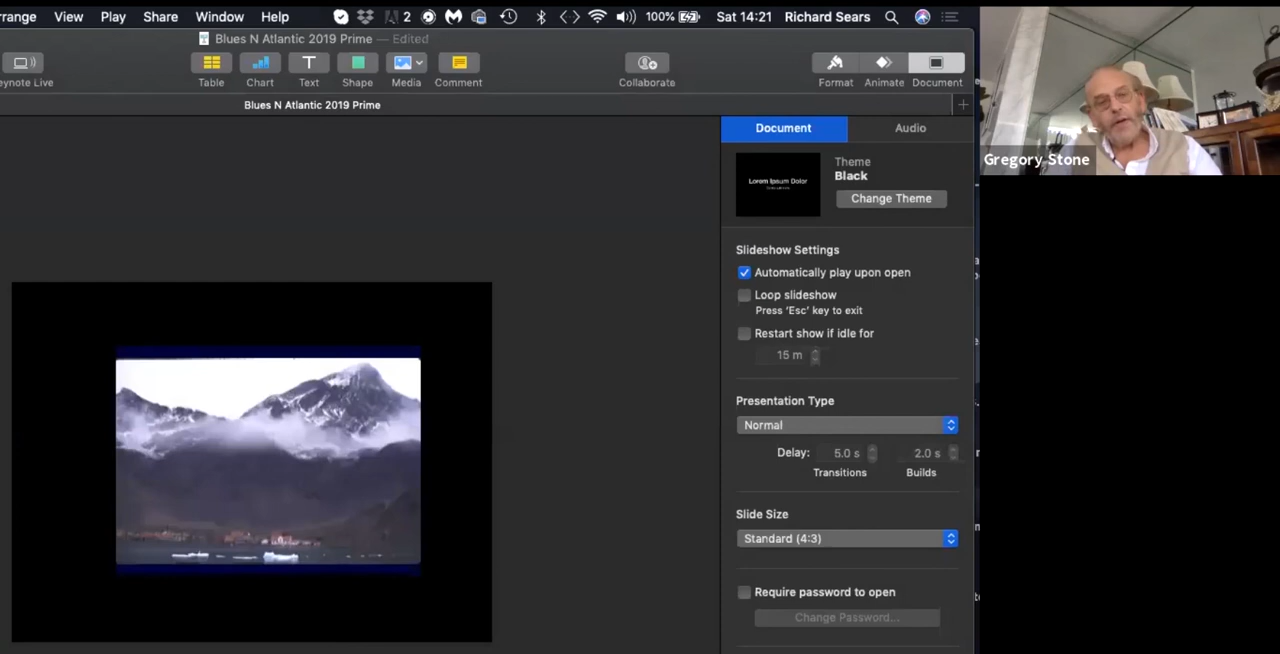 rrange View Play Share Window Help 2 100% Sat 14:21 Richard Sears
Blues N Atlantic 2019 Prime — Edited
eynote Live Table Chart Text Shape Media Comment Collaborate Format Animate Document
Blues N Atlantic 2019 Prime
Document Audio
Lorem Ipsum Dolor
Theme
Black
Change Theme
Gregory Stone
Slideshow Settings
Automatically play upon open
Loop slideshow
Press ‘Esc’ key to exit
Restart show if idle for
15 m
Presentation Type
Normal
Delay: 5.0 s 2.0 s
Transitions Builds
Slide Size
Standard (4:3)
Require password to open
Change Password...